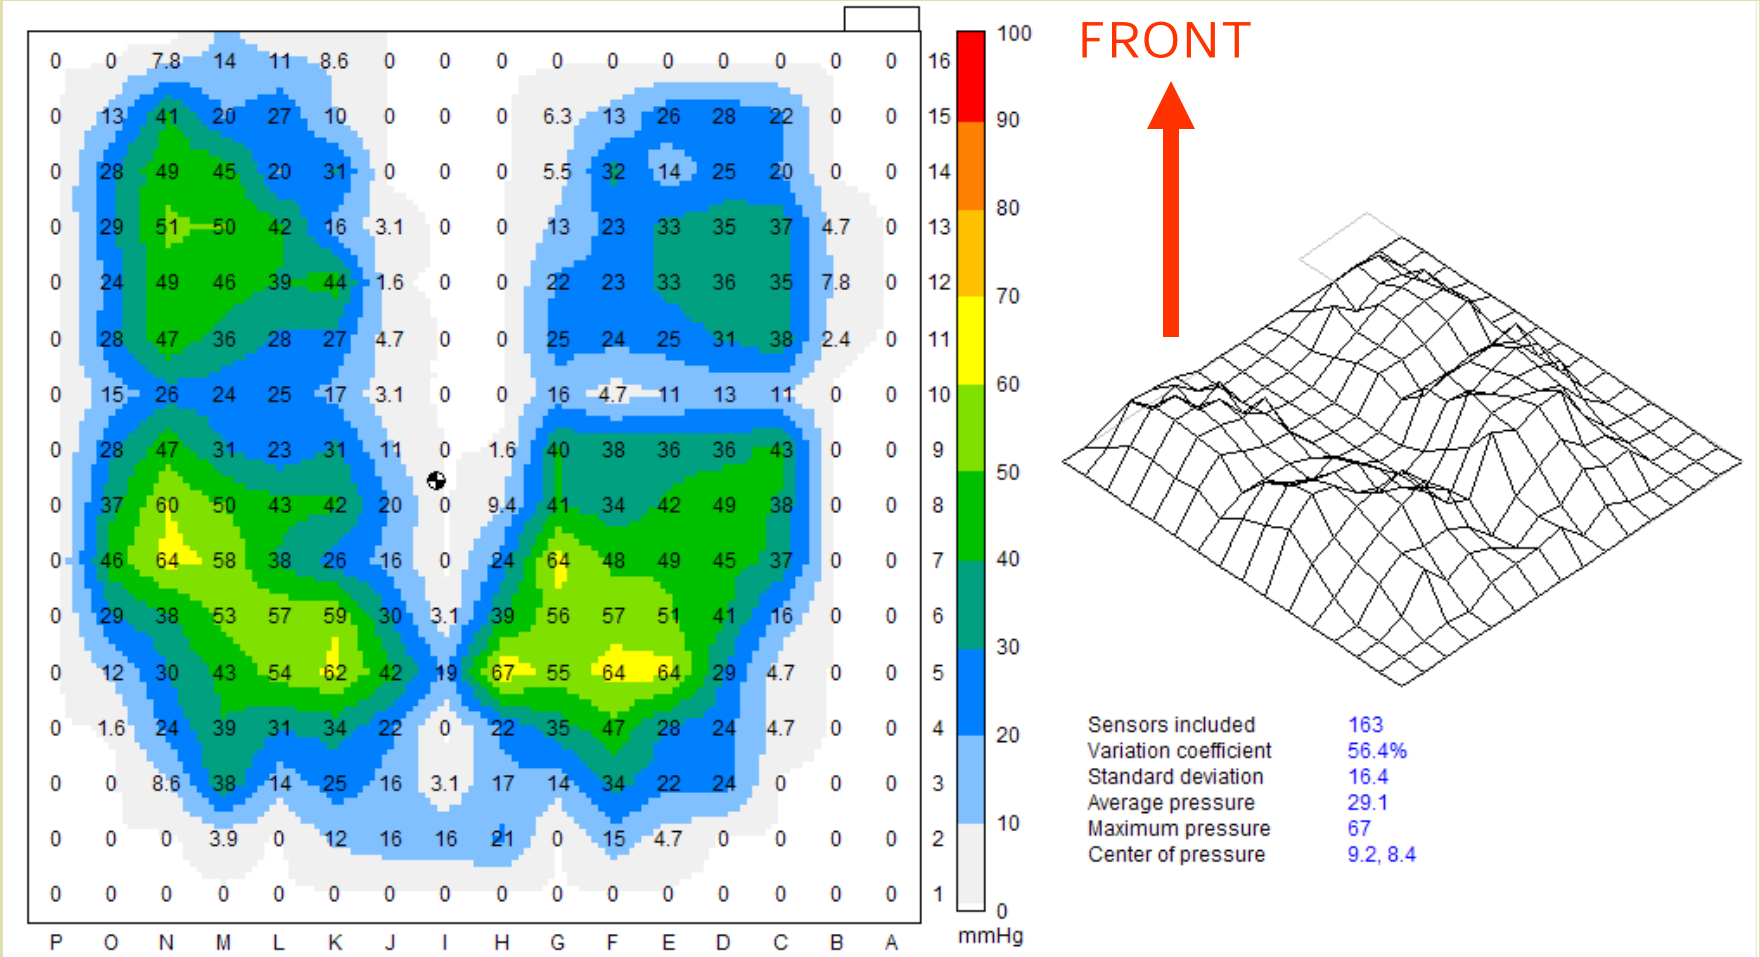 0 0 7.8 14 11 8.6 0 0 0 0 0 0 0 0 0 0 16
0 13 41 20 27 10 0 0 0 6.3 13 26 28 22 0 0 15
0 28 49 45 20 31 0 0 0 5.5 32 14 25 20 0 0 14
0 29 51 50 42 16 3.1 0 0 13 23 33 35 37 4.7 0 13
0 24 49 46 39 44 1.6 0 0 22 23 33 36 35 7.8 0 12
0 28 47 36 28 27 4.7 0 0 25 24 25 31 38 2.4 0 11
0 15 26 24 25 17 3.1 0 0 16 4.7 11 13 11 0 0 10
0 28 47 31 23 31 11 0 1.6 40 38 36 36 43 0 0 9
0 37 60 50 43 42 20 0 9.4 41 34 42 49 38 0 0 8
0 46 64 58 38 26 16 0 24 64 48 49 45 37 0 0 7
0 29 38 53 57 59 30 3.1 39 56 57 51 41 16 0 0 6
0 12 30 43 54 62 42 19 67 55 64 64 29 4.7 0 0 5
0 1.6 24 39 31 34 22 0 22 35 47 28 24 4.7 0 0 4
0 0 8.6 38 14 25 16 3.1 17 14 34 22 24 0 0 0 3
0 0 0 3.9 0 12 16 16 21 0 15 4.7 0 0 0 0 2
0 0 0 0 0 0 0 0 0 0 0 0 0 0 0 0 1
P O N M L K J I H G F E D C B A
100
90
80
70
60
50
40
30
20
10
0
mmHg
FRONT
Sensors included 163
Variation coefficient 56.4%
Standard deviation 16.4
Average pressure 29.1
Maximum pressure 67
Center of pressure 9.2, 8.4